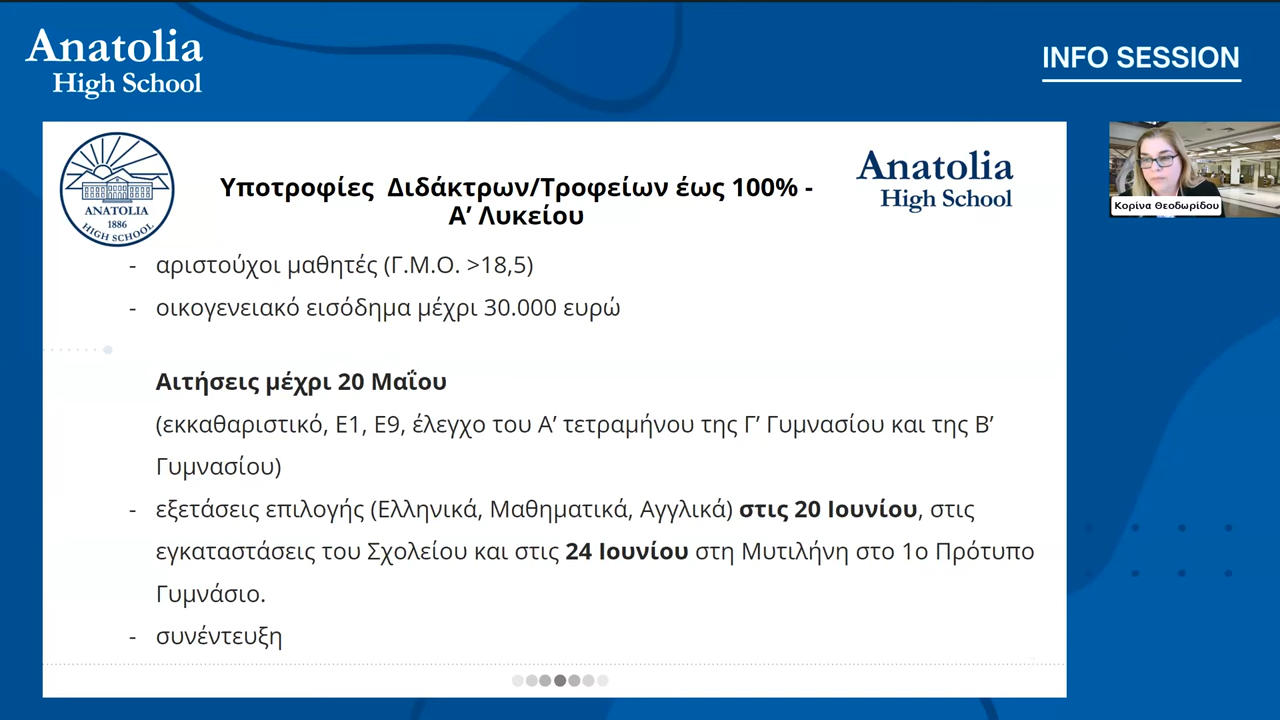 Anatolia
High School
INFO SESSION
ANATOLIA
1886
HIGH SCHOOL
Υποτροφίες Διδάκτρων/Τροφείων έως 100% -
Α’ Λυκείου
Anatolia
High School
Κορίνα Θεοδωρίδου
- αριστούχοι μαθητές (Γ.Μ.Ο. >18,5)
- οικογενειακό εισόδημα μέχρι 30.000 ευρώ
Αιτήσεις μέχρι 20 Μαΐου
(εκκαθαριστικό, Ε1, Ε9, έλεγχο του Α’ τετραμήνου της Γ’ Γυμνασίου και της Β’
Γυμνασίου)
- εξετάσεις επιλογής (Ελληνικά, Μαθηματικά, Αγγλικά) στις 20 Ιουνίου, στις
εγκαταστάσεις του Σχολείου και στις 24 Ιουνίου στη Μυτιλήνη στο 1ο Πρότυπο
Γυμνάσιο.
- συνέντευξη